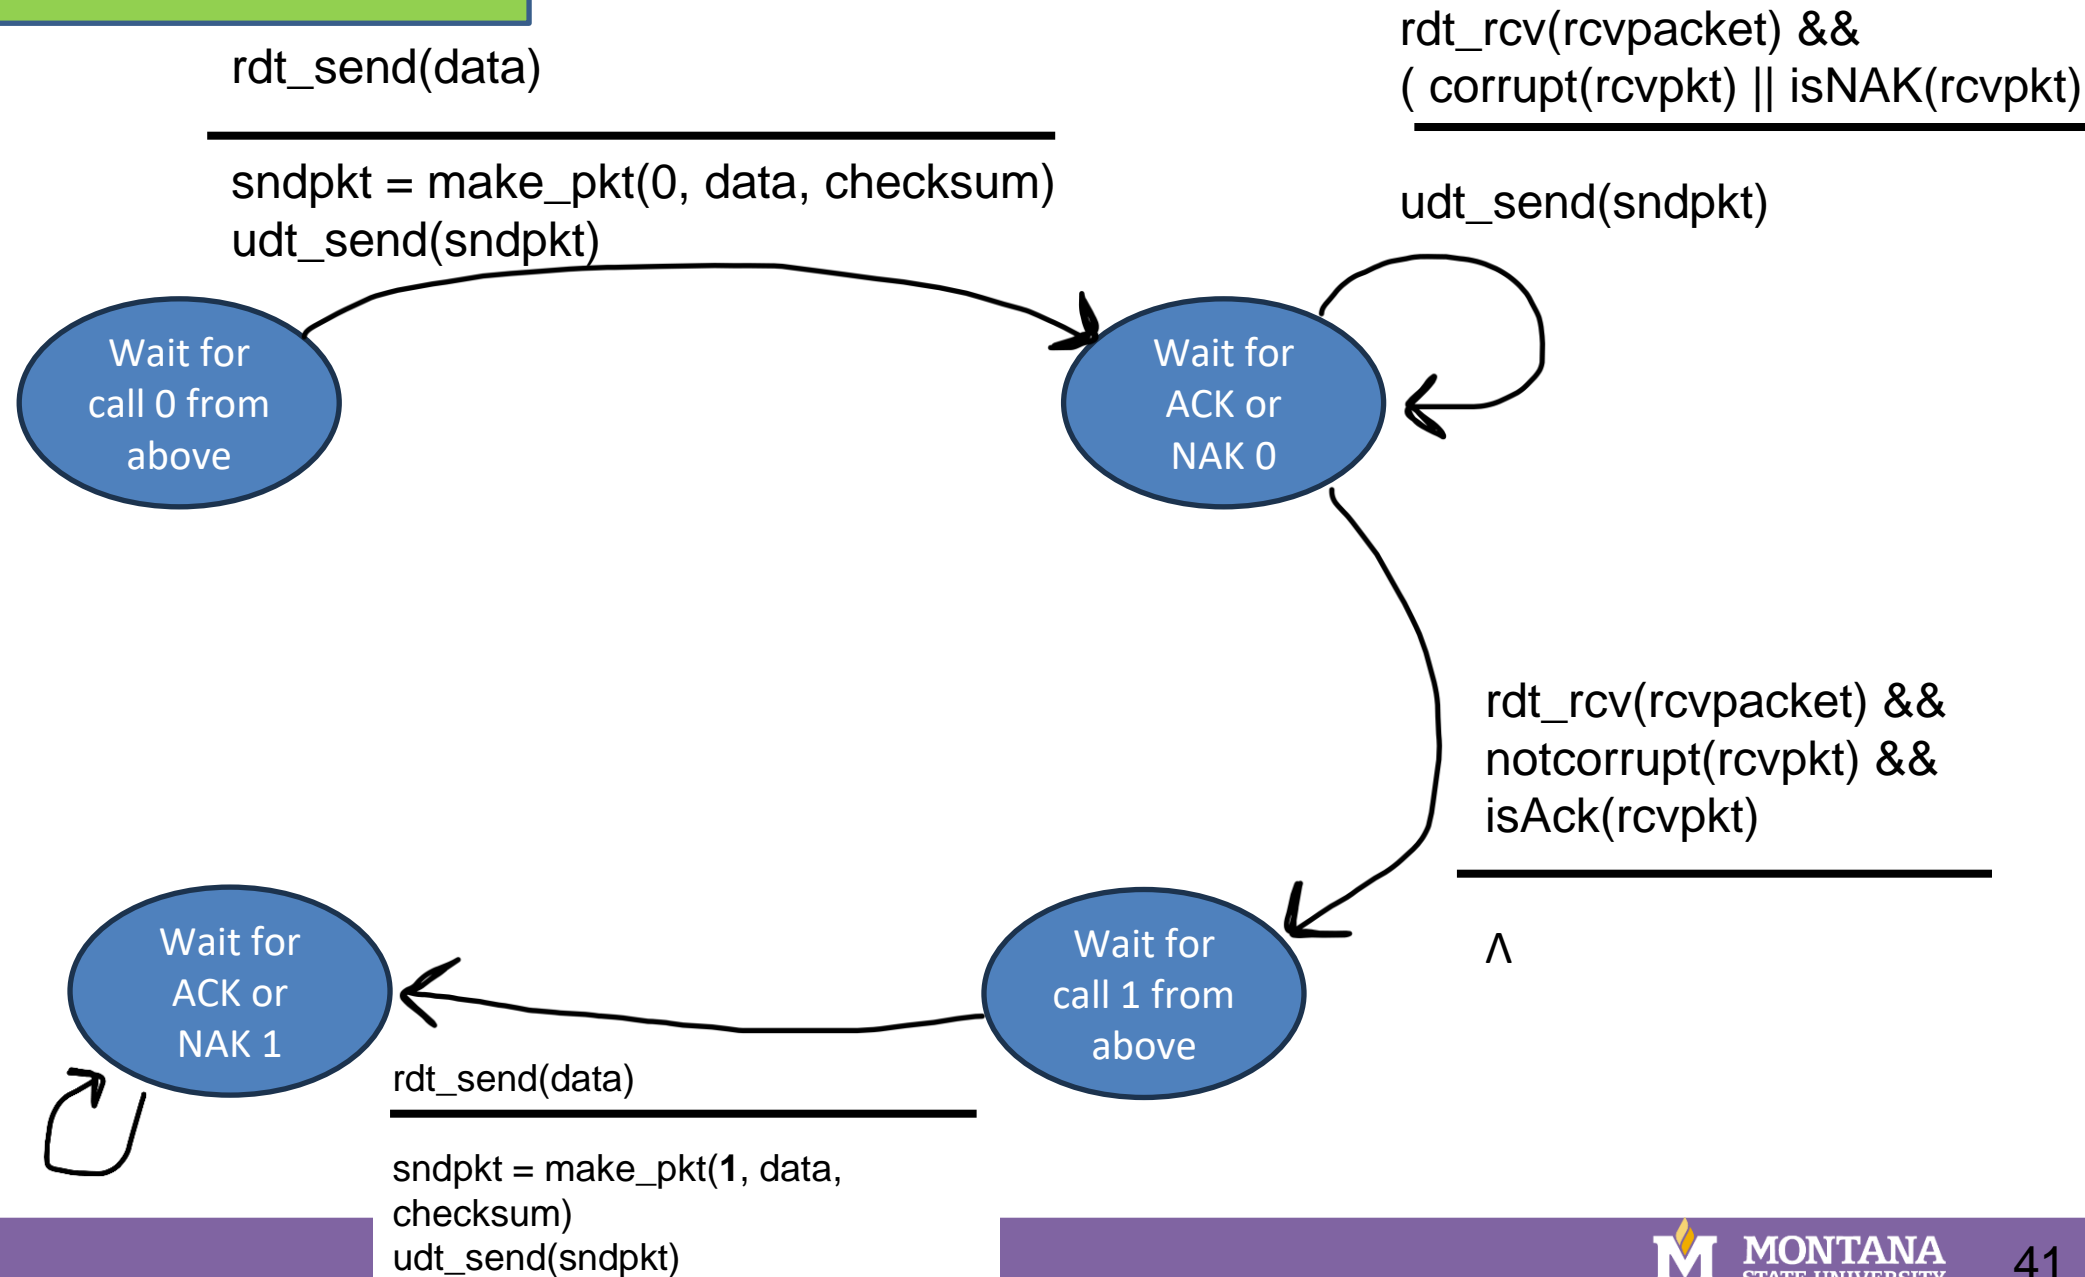 rdt_send(data)
sndpkt = make_pkt(0, data, checksum)
udt_send(sndpkt)
rdt_rcv(rcvpacket) &&
( corrupt(rcvpkt) || isNAK(rcvpkt)
udt_send(sndpkt)
Wait for
call 0 from
above
Wait for
ACK or
NAK 0
rdt_rcv(rcvpacket) &&
notcorrupt(rcvpkt) &&
isAck(rcvpkt)
Λ
Wait for
ACK or
NAK 1
Wait for
call 1 from
above
rdt_send(data)
sndpkt = make_pkt(1, data,
checksum)
udt_send(sndpkt)
MONTANA
STATE UNIVERSITY
41